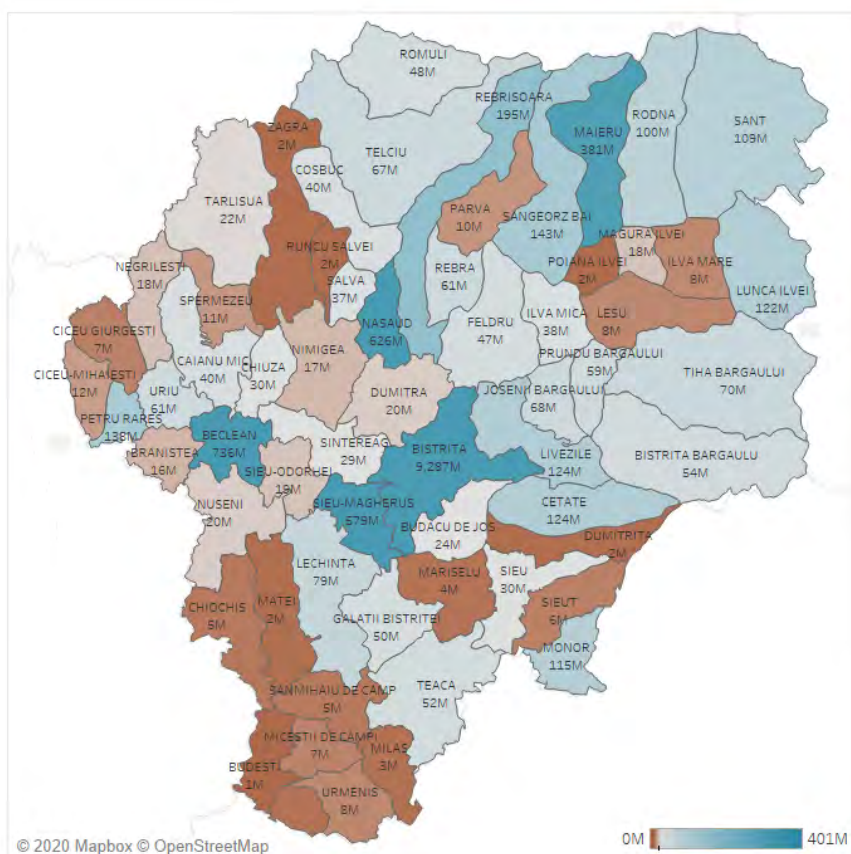 ROMULI
48M
REBRISOARA
195M
RODNA
100M
SANT
109M
ZAGRA
2M
MAIERU
381M
TELCIU
67M
COSBUC
40M
TARLISUA
22M
PARVA
10M
SANGEORZ BAI
143M
MAGURA ILVEI
18M
RUNCU SALVEI
2M
POIANA ILVEI
2M
ILVA MARE
8M
NEGRILESTI
18M
REBRA
61M
SALVA
37M
LUNCA ILVEI
122M
SPERMEZEU
11M
ILVA MICA
38M
LESU
8M
NASAUD
626M
FELDRU
47M
CICEU GIURGESTI
7M
NIMIGEA
17M
CAIANU MIC
40M
CHIUZA
30M
PRUNDU BARGAULUI
59M
CICEU-MIHAIESTI
12M
TIHA BARGAULUI
70M
JOSENII BARGAULUI
68M
URIU
61M
DUMITRA
20M
PETRU RARES
138M
BECLEAN
736M
SINTEREAG
29M
BISTRITA
9,287M
BRANISTEA
16M
LIVEZILE
124M
BISTRITA BARGAULU
54M
SIEU-ODORHEI
19M
NUSENI
20M
SIEU-MAGHERUS
579M
CETATE
124M
BUDACU DE JOS
24M
DUMITRITA
2M
LECHINTA
79M
MARISELU
4M
SIEU
30M
CHIOCHIS
5M
MATEI
2M
SIEUT
6M
GALATII BISTRITEI
50M
MONOR
115M
TEACA
52M
SANMIHAIU DE CAMP
5M
MICESTII DE CAMPI
7M
MILAS
3M
BUDESTI
1M
URMENIS
8M
0M 401M
© 2020 Mapbox © OpenStreetMap